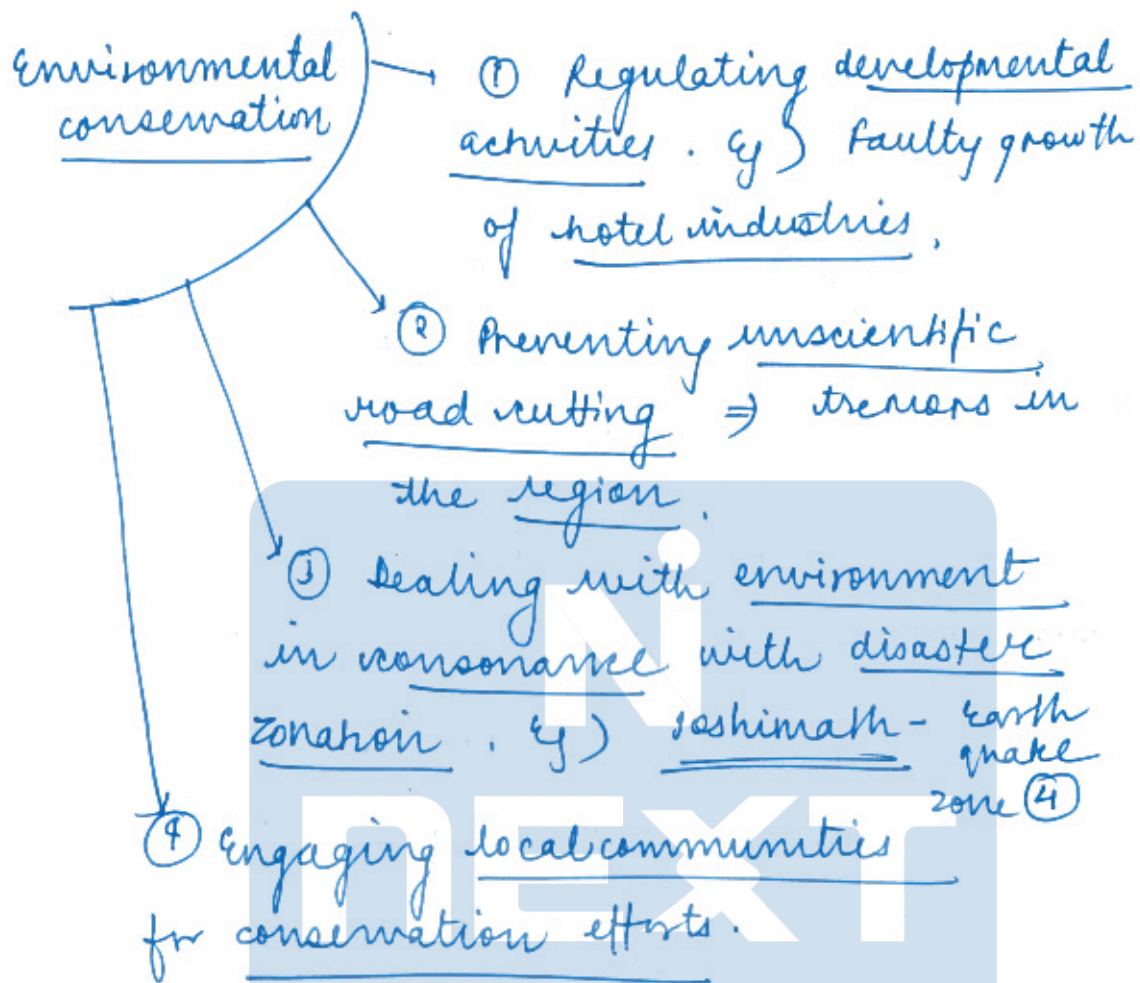 Environmental
conservation
① Regulating developmental
activities. Eg) Faulty growth
of hotel industries.
② Preventing unscientific
road cutting ⇒ tremors in
the region.
③ Dealing with environment
in consonance with disaster
zonation. Eg) Joshimath - Earth
quake
zone ④
④ Engaging local communities
for conservation efforts.
NEXT